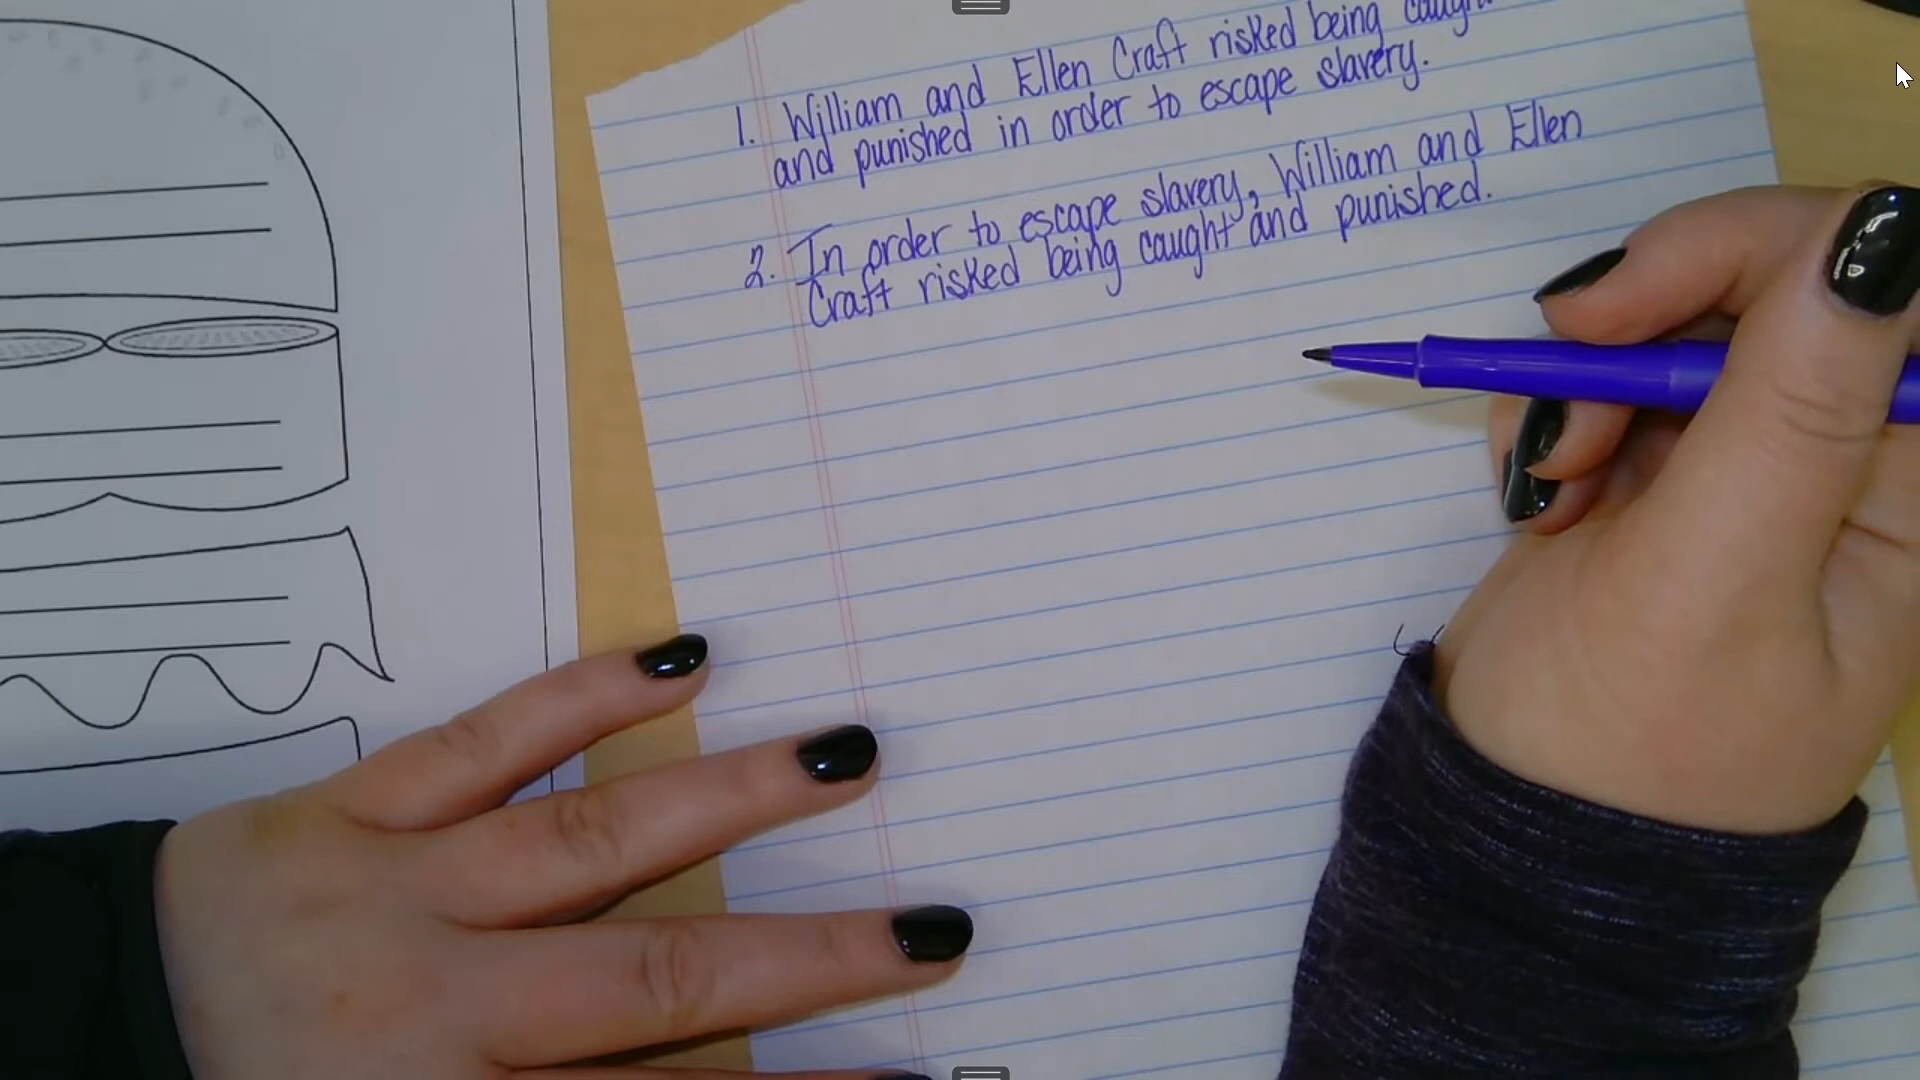 1. William and Ellen Craft risked being caught
and punished in order to escape slavery.
2. In order to escape slavery, William and Ellen
Craft risked being caught and punished.